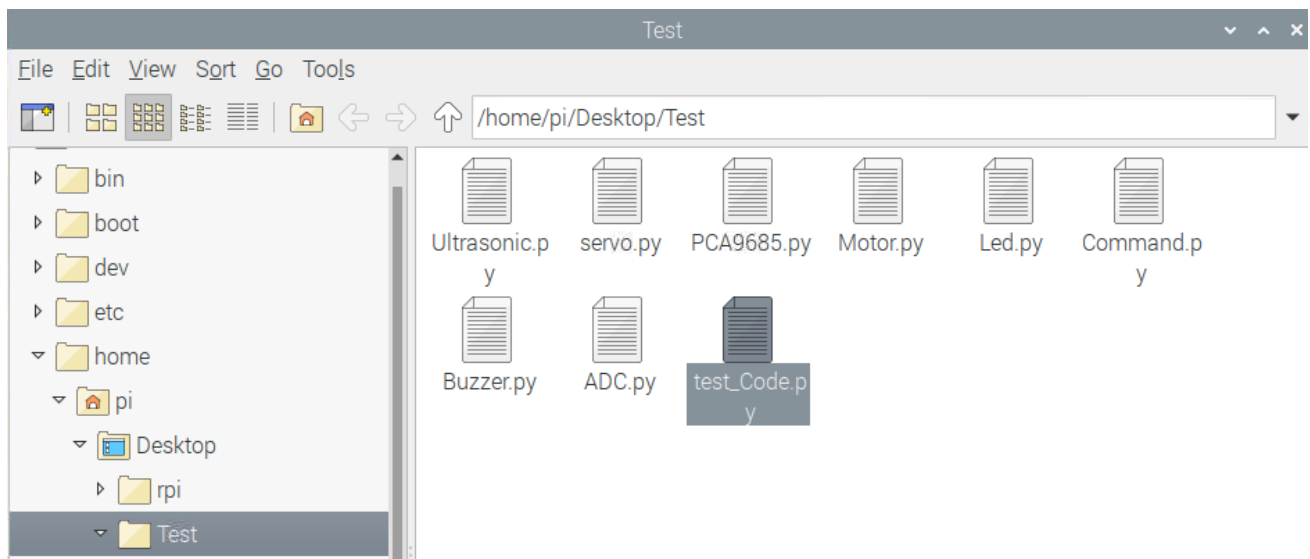 Test
File Edit View Sort Go Tools
/home/pi/Desktop/Test
bin
boot
dev
etc
home
pi
Desktop
rpi
Test
Ultrasonic.p
y
servo.py
PCA9685.py
Motor.py
Led.py
Command.p
y
Buzzer.py
ADC.py
test_Code.p
y